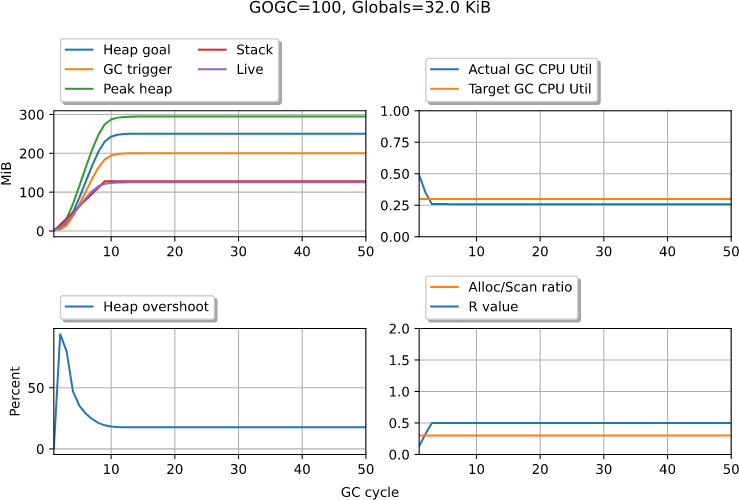 GOGC=100, Globals=32.0 KiB
Heap goal
GC trigger
Peak heap
Stack
Live
MiB
300
200
100
0
10 20 30 40 50
Actual GC CPU Util
Target GC CPU Util
1.00
0.75
0.50
0.25
0.00
10 20 30 40 50
Heap overshoot
Percent
50
0
10 20 30 40 50
Alloc/Scan ratio
R value
2.0
1.5
1.0
0.5
0.0
10 20 30 40 50
GC cycle